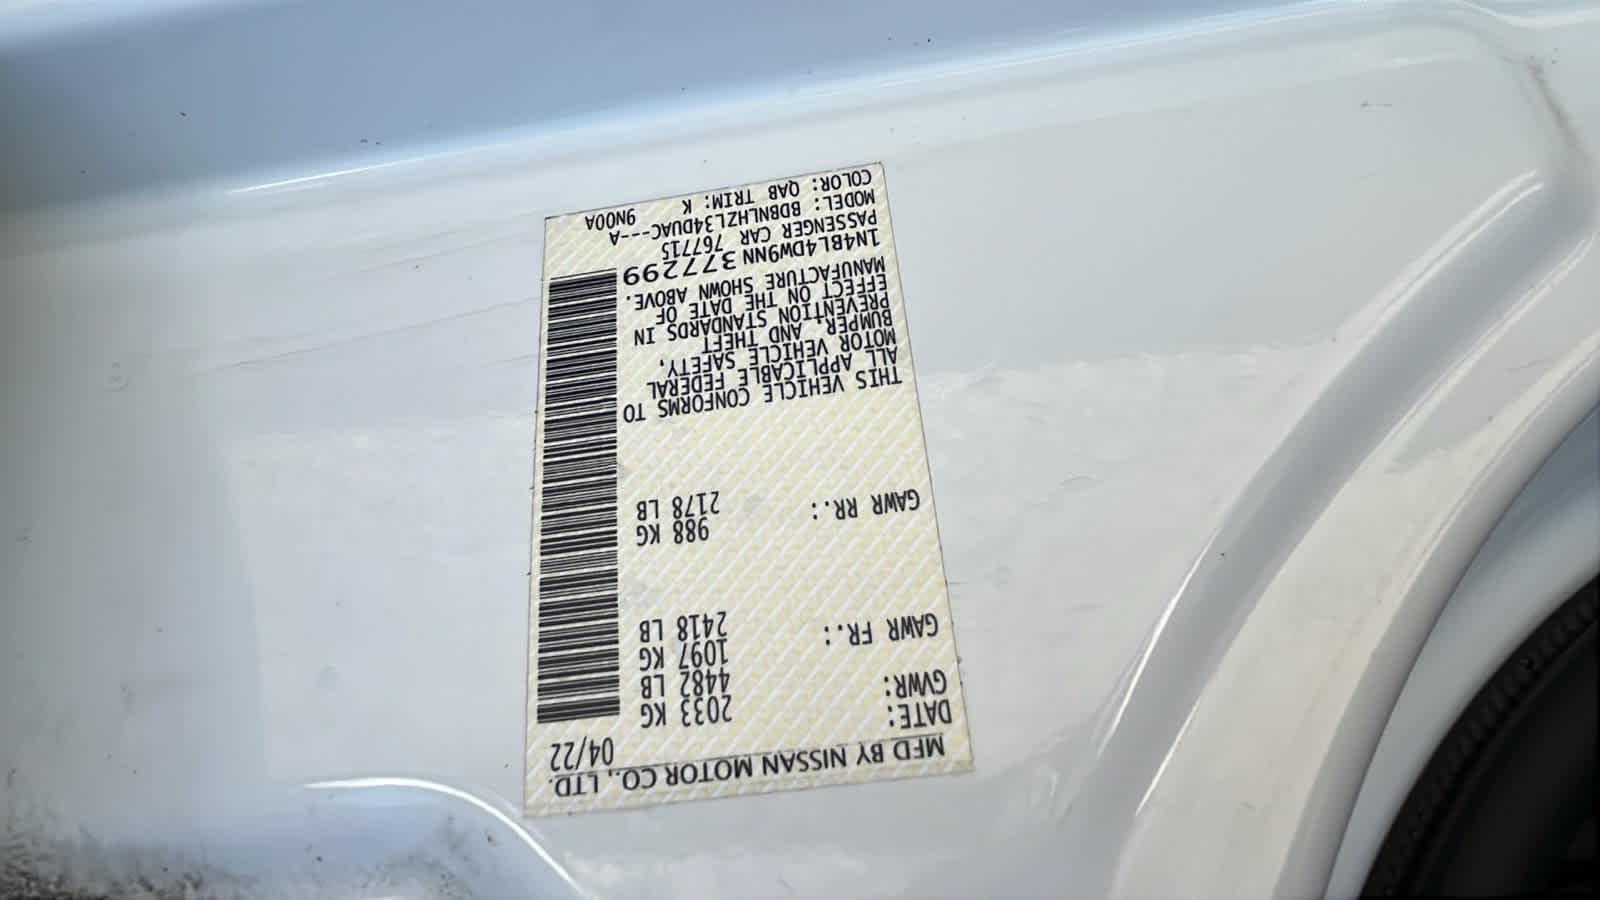 MFD BY NISSAN MOTOR CO., LTD.
DATE: 04/22
GVWR: 2033 KG
4482 LB
GAWR FR.: 1097 KG
2418 LB
GAWR RR.: 988 KG
2178 LB
THIS VEHICLE CONFORMS TO
ALL APPLICABLE FEDERAL
MOTOR VEHICLE SAFETY,
BUMPER, AND THEFT
PREVENTION STANDARDS IN
EFFECT ON THE DATE OF
MANUFACTURE SHOWN ABOVE.
1N4BL4DW9NN377299
PASSENGER CAR 767715
MODEL: BDBNLHZL34DUAC---A
COLOR: QAB TRIM: K 9N00A